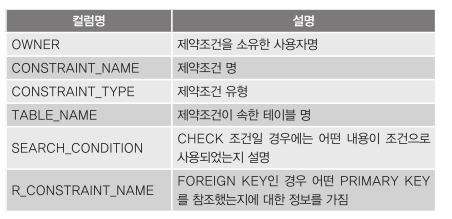 컬럼명 설명
OWNER 제약조건을 소유한 사용자명
CONSTRAINT_NAME 제약조건 명
CONSTRAINT_TYPE 제약조건 유형
TABLE_NAME 제약조건이 속한 테이블 명
SEARCH_CONDITION CHECK 조건일 경우에는 어떤 내용이 조건으로
사용되었는지 설명
R_CONSTRAINT_NAME FOREIGN KEY인 경우 어떤 PRIMARY KEY
를 참조했는지에 대한 정보를 가짐